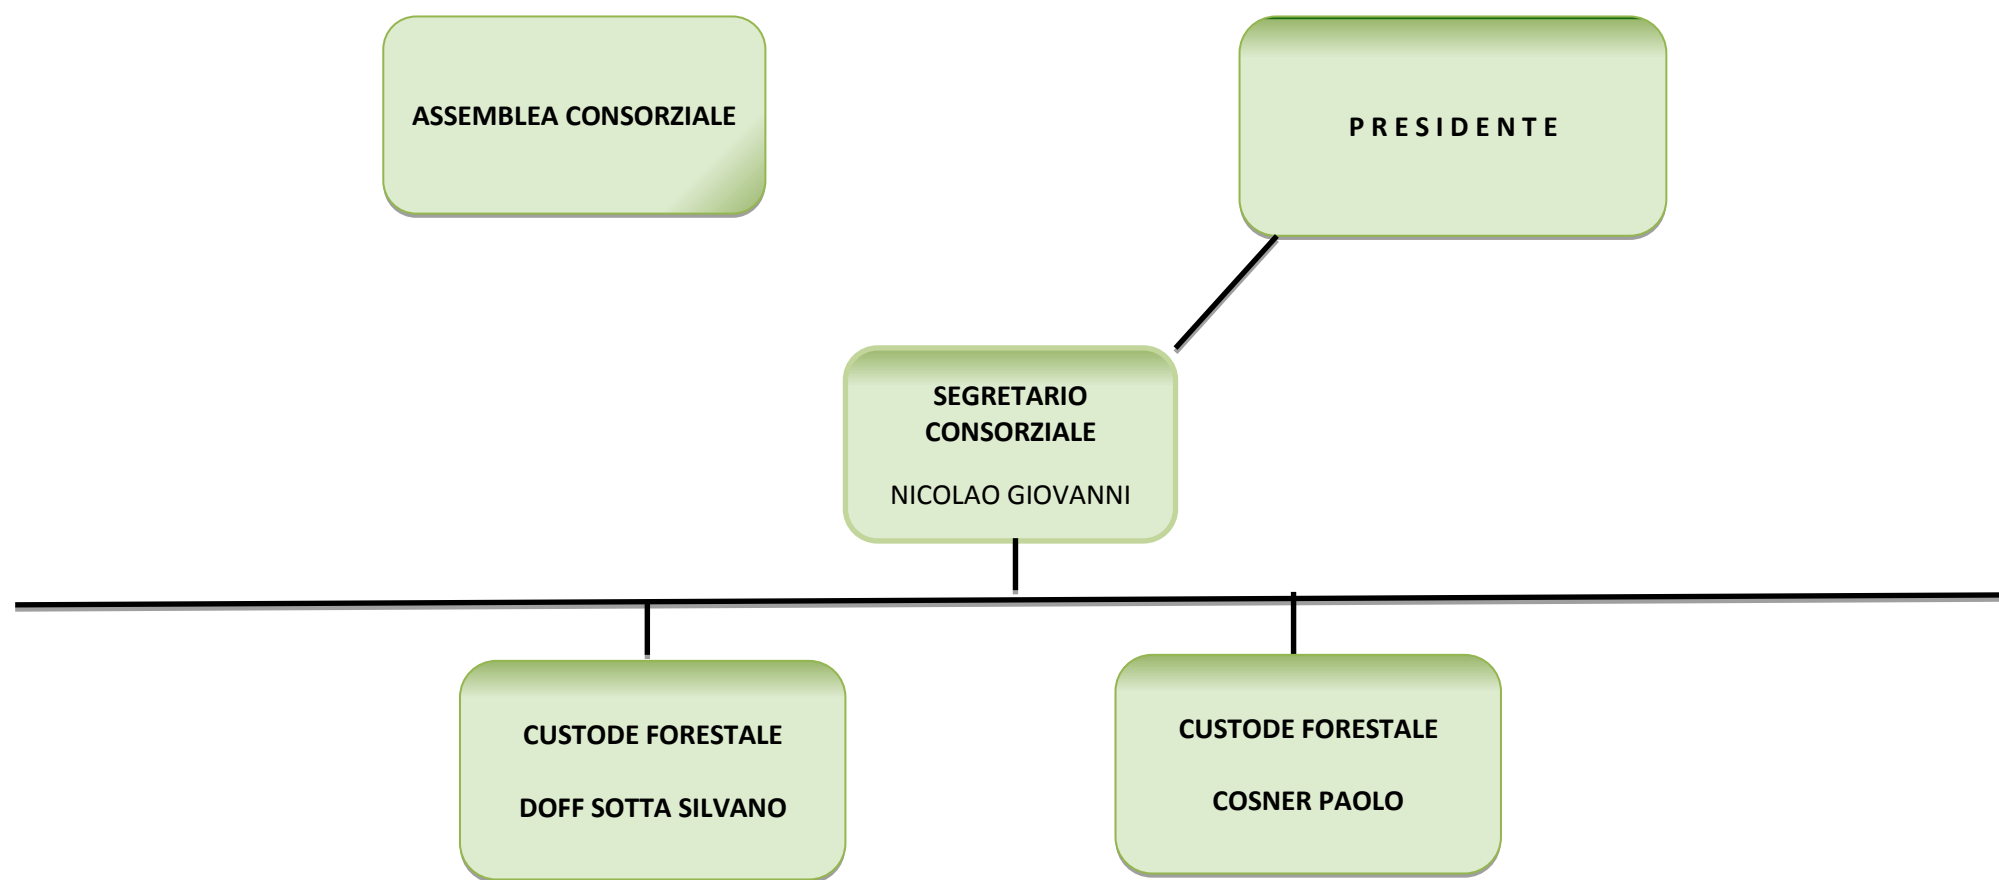 ASSEMBLEA CONSORZIALE
P R E S I D E N T E
SEGRETARIO
CONSORZIALE
NICOLAO GIOVANNI
CUSTODE FORESTALE
DOFF SOTTA SILVANO
CUSTODE FORESTALE
COSNER PAOLO